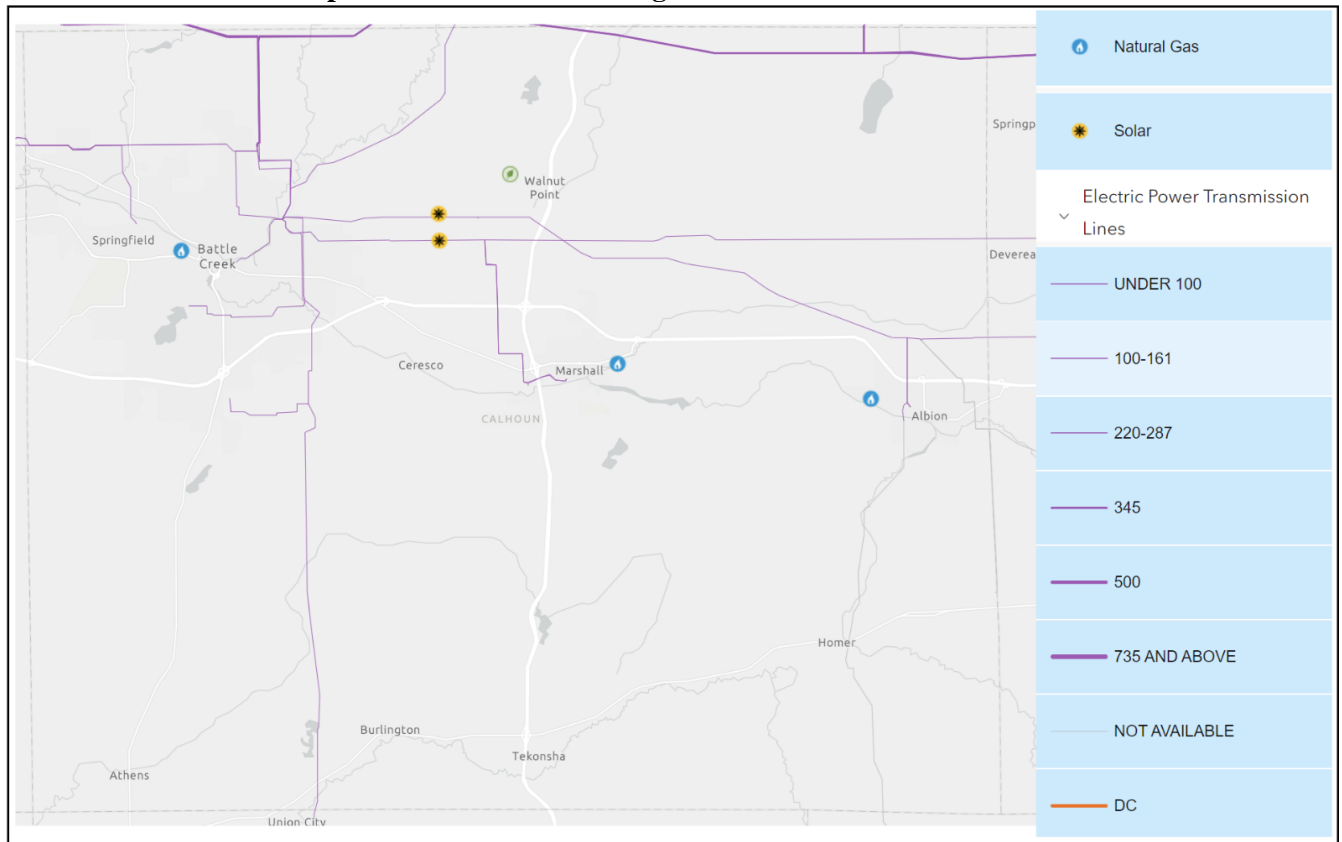 Natural Gas
Solar
Electric Power Transmission
Lines
UNDER 100
100-161
220-287
345
500
735 AND ABOVE
NOT AVAILABLE
DC
Springp
Walnut
Point
Springfield
Battle
Creek
Deverea
Ceresco
Marshall
CALHOUN
Albion
Homer
Burlington
Tekonsha
Athens
Union City